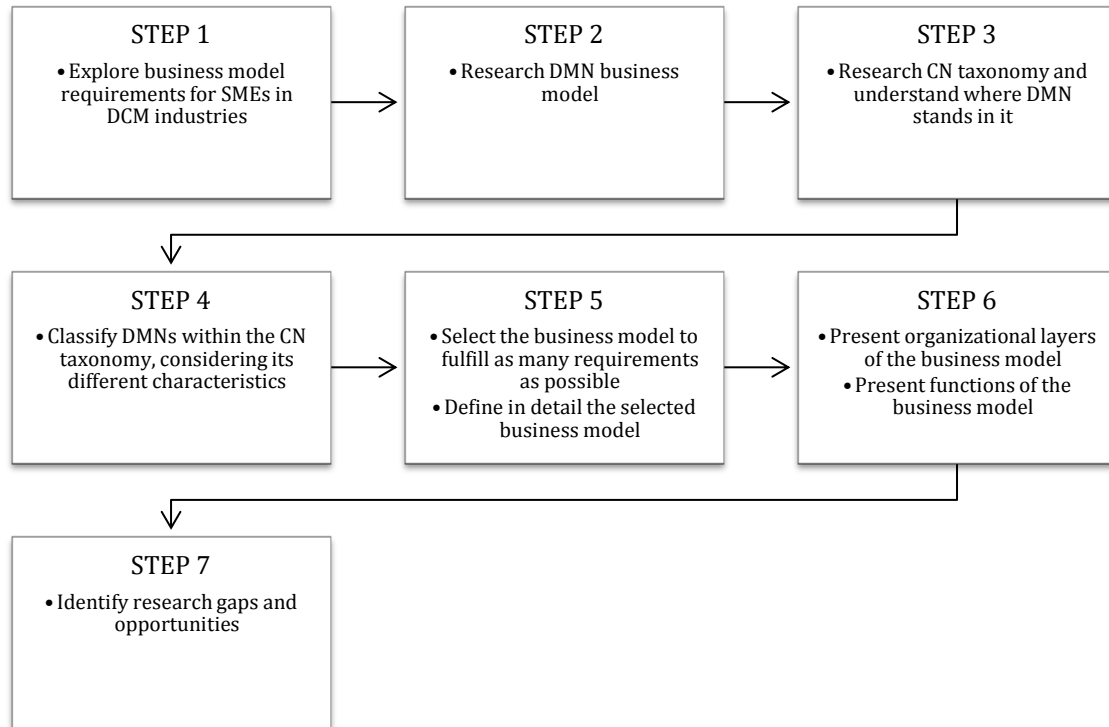 STEP 1
• Explore business model
requirements for SMEs in
DCM industries
STEP 2
• Research DMN business
model
STEP 3
• Research CN taxonomy and
understand where DMN
stands in it
STEP 4
• Classify DMNs within the CN
taxonomy, considering its
different characteristics
STEP 5
• Select the business model to
fulfill as many requirements
as possible
• Define in detail the selected
business model
STEP 6
• Present organizational layers
of the business model
• Present functions of the
business model
STEP 7
• Identify research gaps and
opportunities